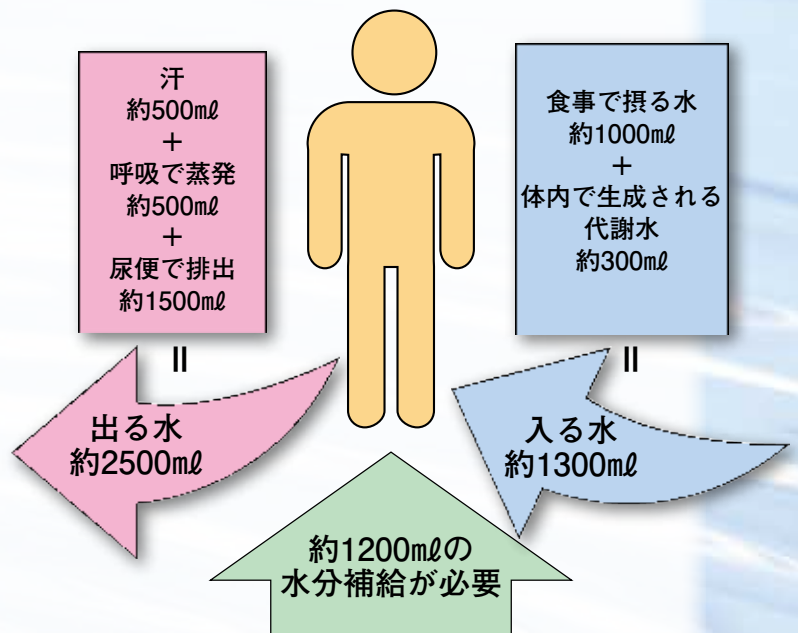 汗
約500㎖
+
呼吸で蒸発
約500㎖
+
尿便で排出
約1500㎖
=
出る水
約2500㎖
食事で摂る水
約1000㎖
+
体内で生成される
代謝水
約300㎖
=
入る水
約1300㎖
約1200㎖の
水分補給が必要